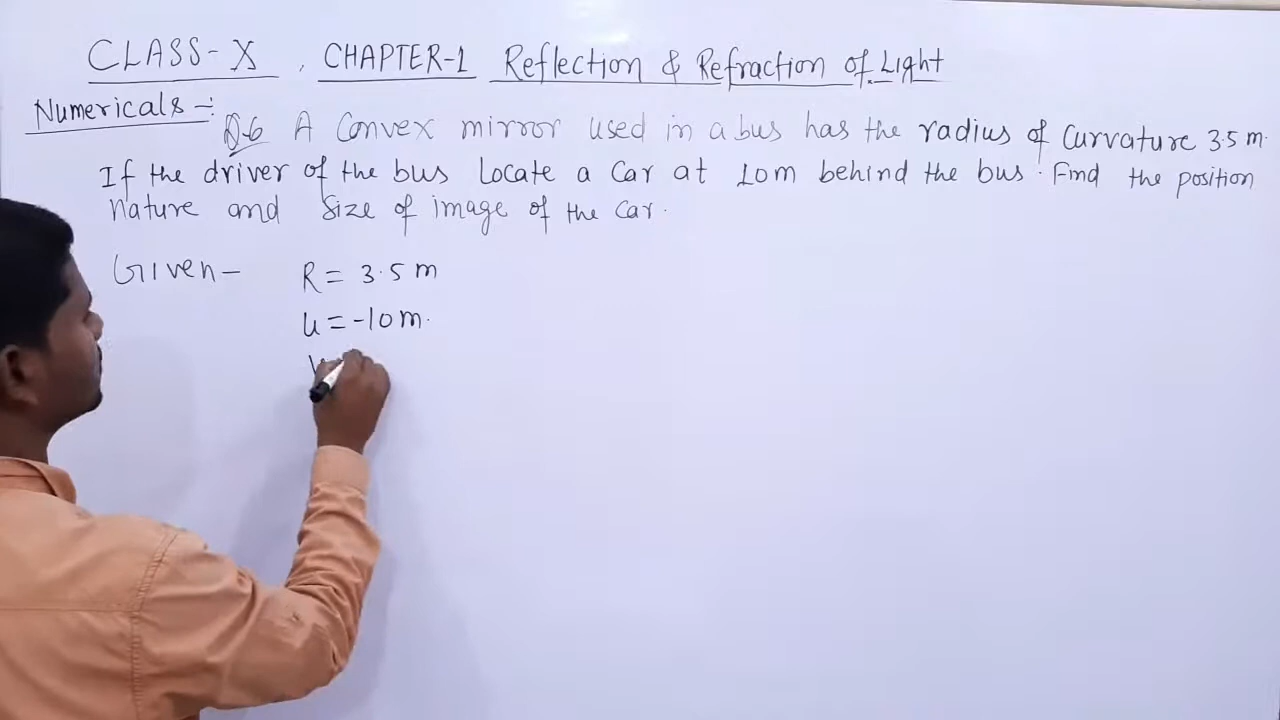 CLASS-X, CHAPTER-1 Reflection & Refraction of Light
Numericals -:
Q.6 A Convex mirror used in a bus has the radius of Curvature 3.5 m.
If the driver of the bus Locate a Car at 10m behind the bus. Find the position
nature and Size of image of the Car.
Given- R = 3.5 m
u = -10 m.